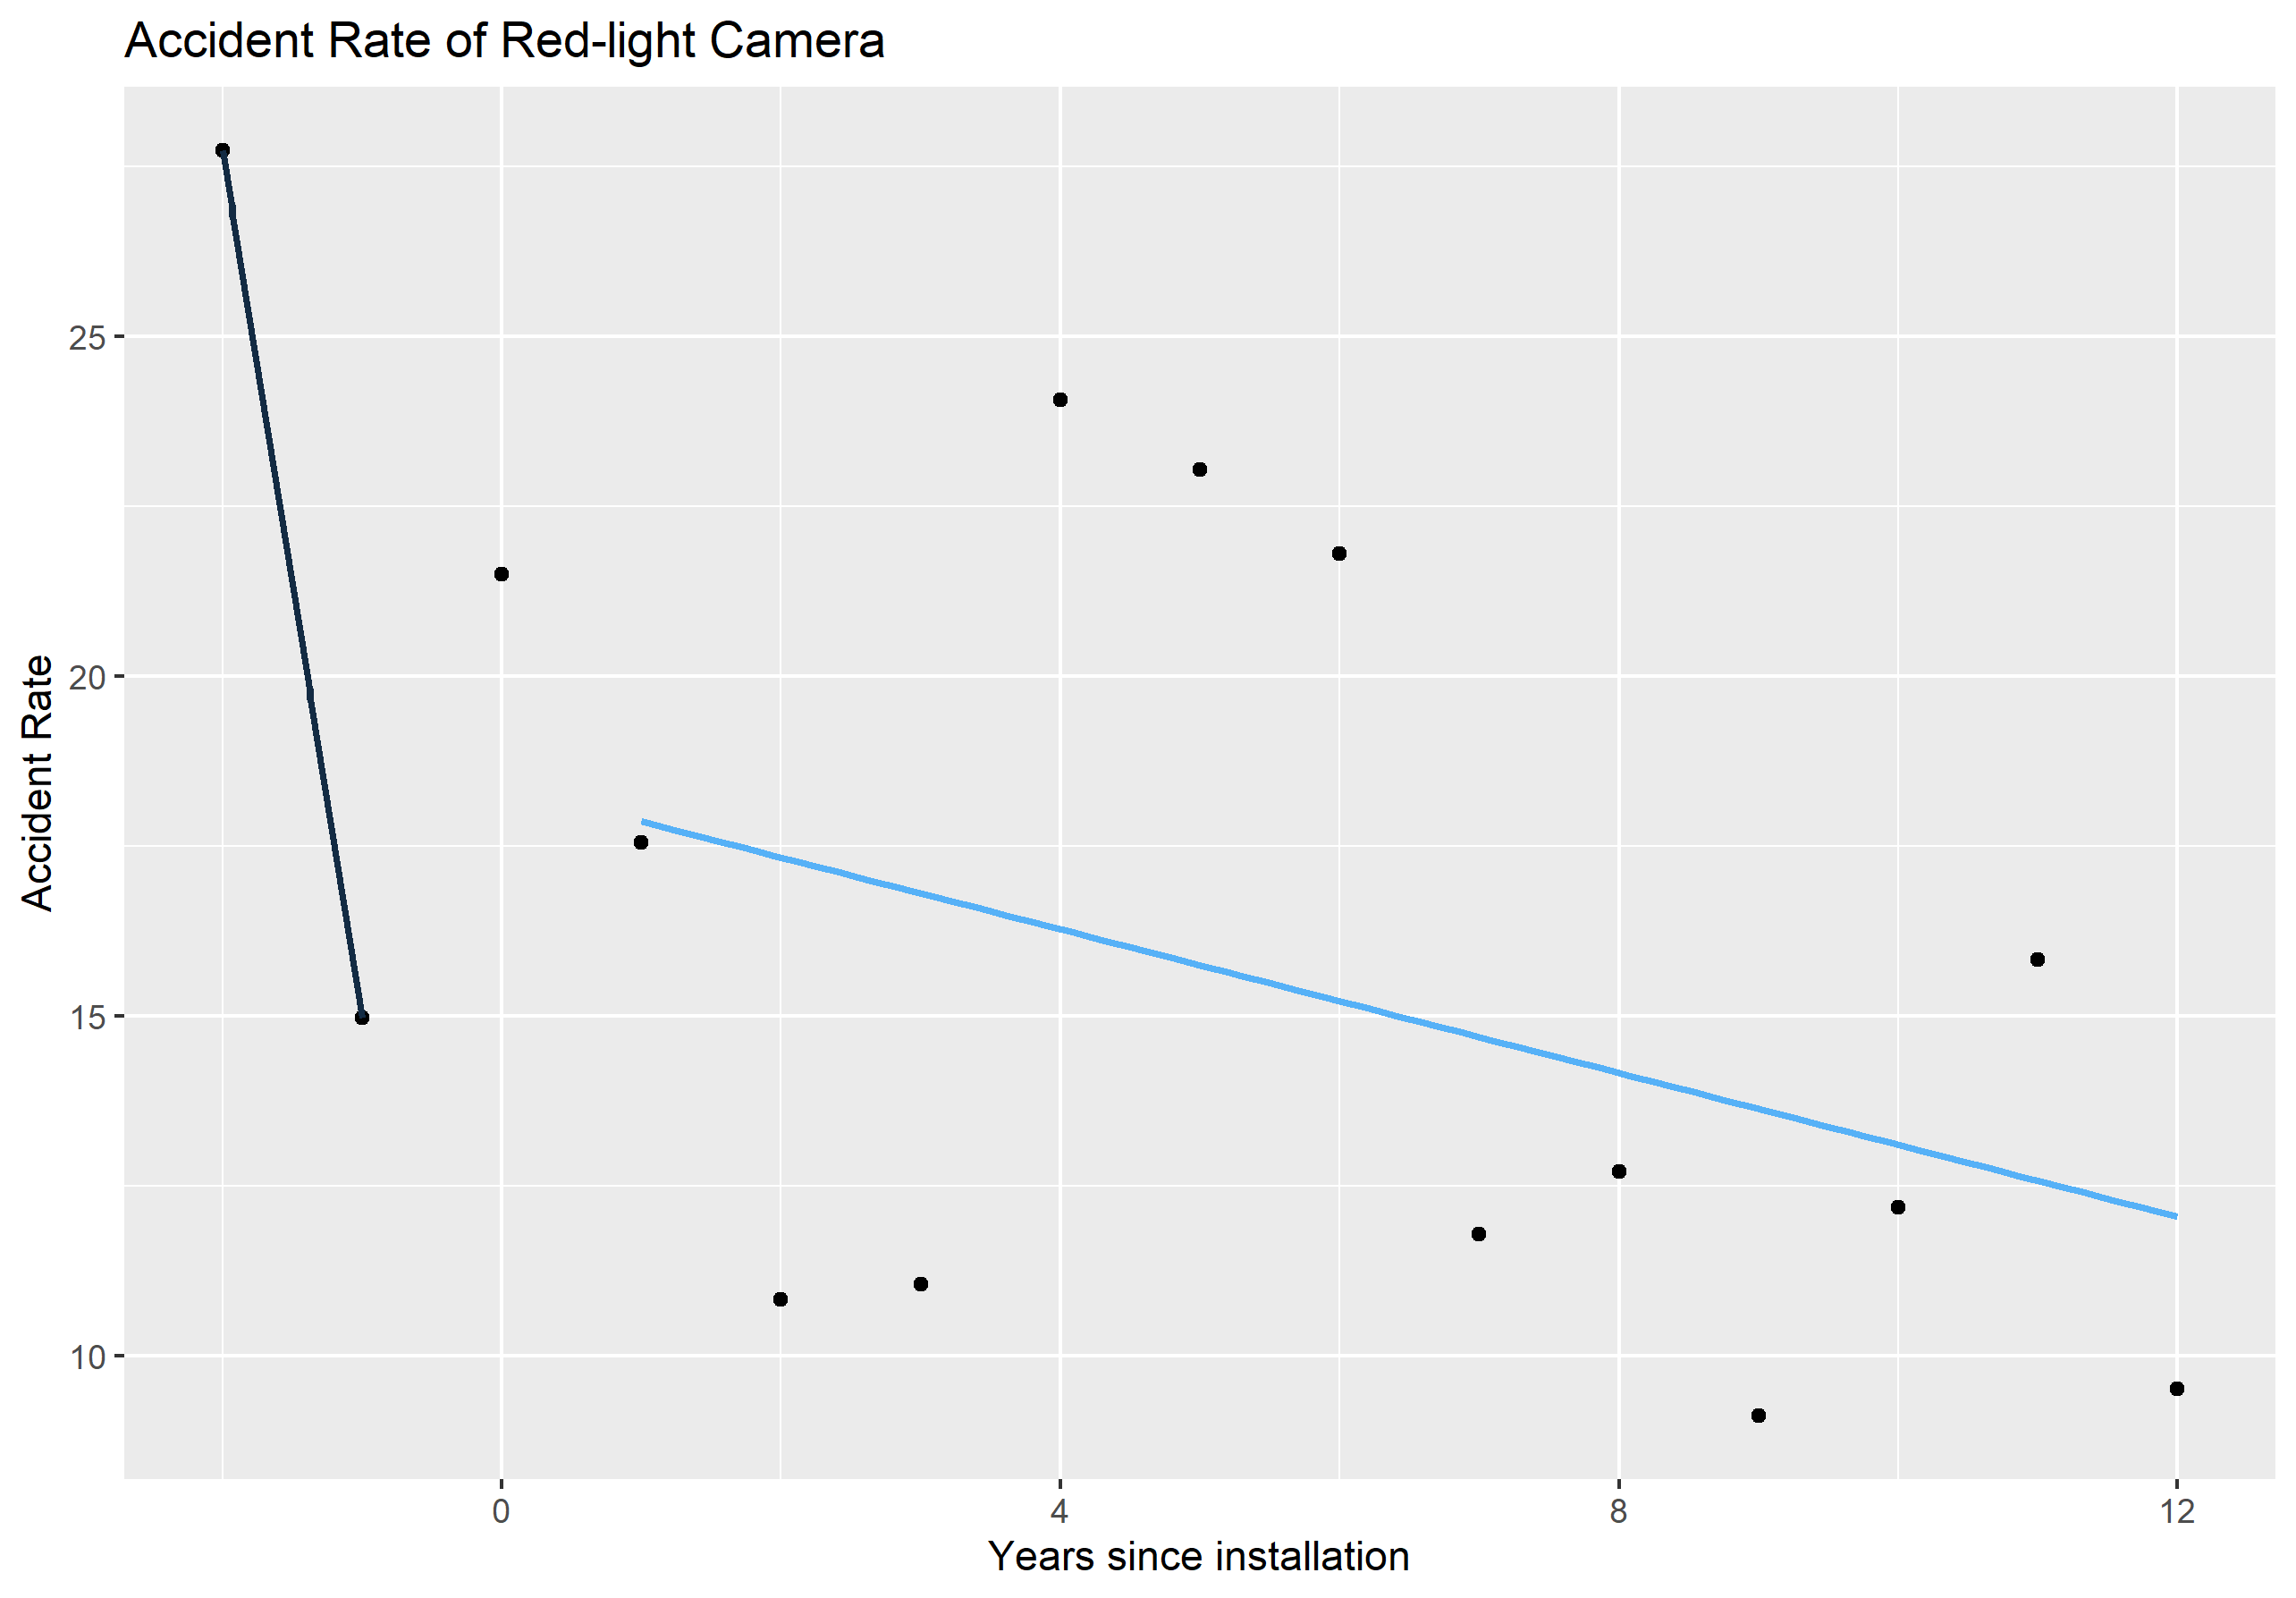 Accident Rate of Red-light Camera
Accident Rate
25
20
15
10
0 4 8 12
Years since installation